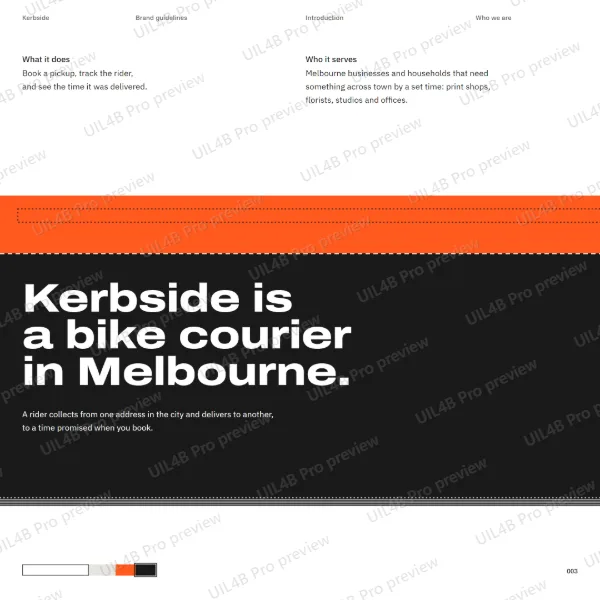 Kerbside Brand guidelines Introduction Who we are
What it does
Book a pickup, track the rider,
and see the time it was delivered.
Who it serves
Melbourne businesses and households that need
something across town by a set time: print shops,
florists, studios and offices.
Kerbside is
a bike courier
in Melbourne.
A rider collects from one address in the city and delivers to another,
to a time promised when you book.
003
UIL4B Pro preview